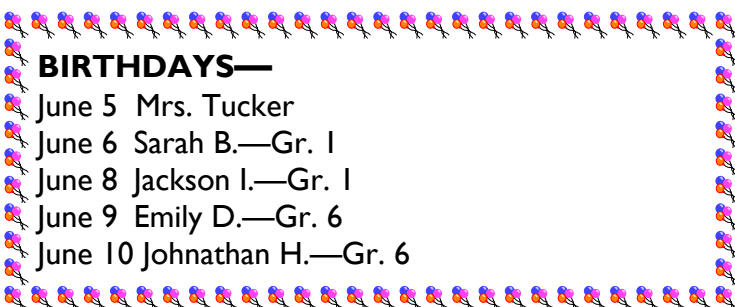 BIRTHDAYS—
June 5  Mrs. Tucker
June 6  Sarah B.—Gr. 1
June 8  Jackson I.—Gr. 1
June 9  Emily D.—Gr. 6
June 10 Johnathan H.—Gr. 6